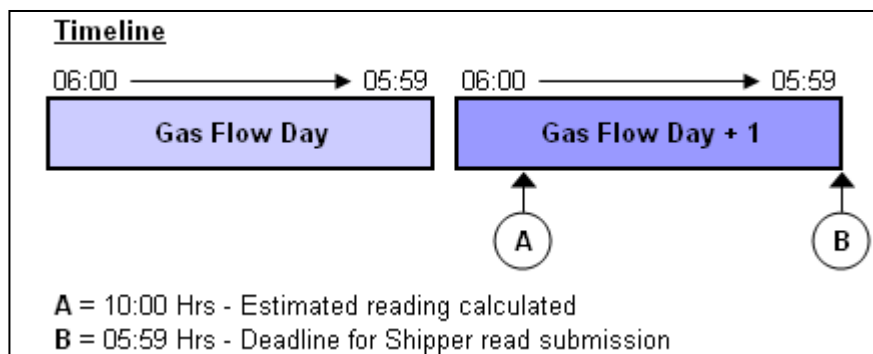 Timeline
06:00 05:59 06:00 05:59
Gas Flow Day Gas Flow Day + 1
A B
A = 10:00 Hrs - Estimated reading calculated
B = 05:59 Hrs - Deadline for Shipper read submission